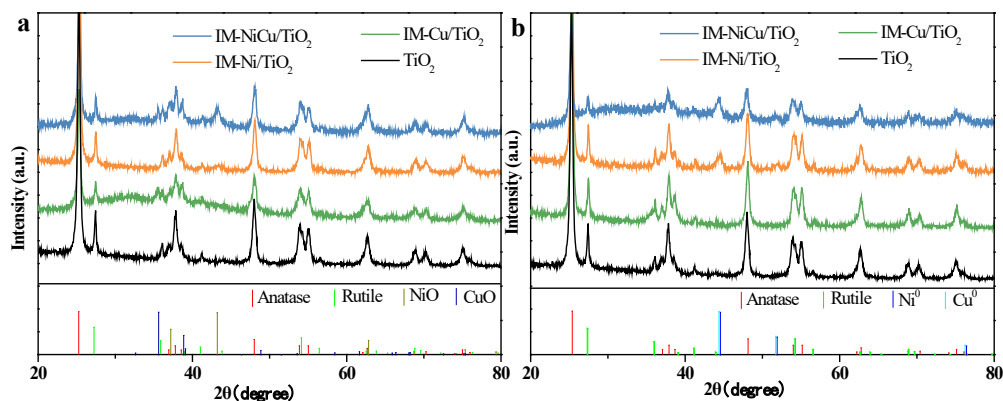 a
IM-NiCu/TiO2 IM-Cu/TiO2
IM-Ni/TiO2 TiO2
Intensity (a.u.)
Anatase Rutile NiO CuO
20 40 60 80
2θ(degree)
b
IM-NiCu/TiO2 IM-Cu/TiO2
IM-Ni/TiO2 TiO2
Intensity (a.u.)
Anatase Rutile Ni0 Cu0
20 40 60 80
2θ(degree)